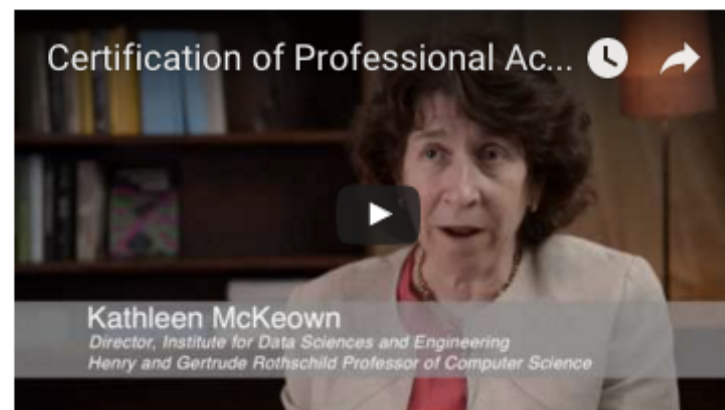 Certification of Professional Ac...
Kathleen McKeown
Director, Institute for Data Sciences and Engineering
Henry and Gertrude Rothschild Professor of Computer Science